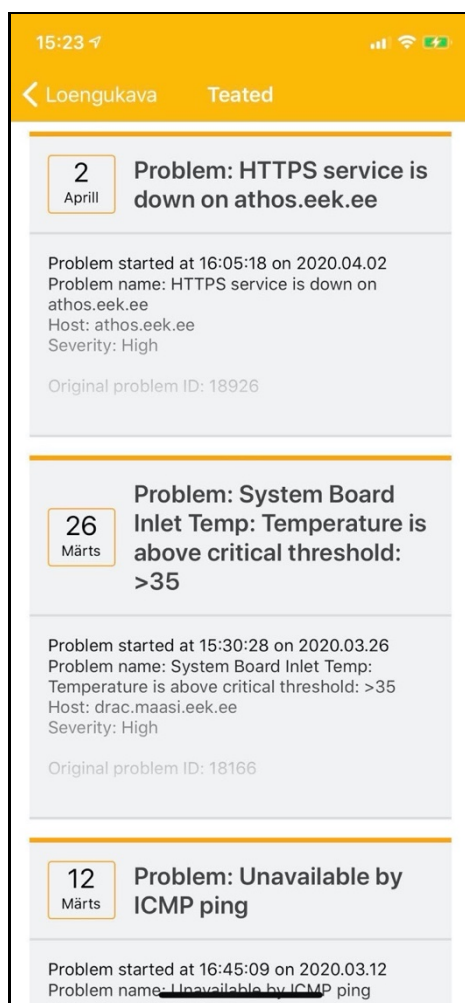 15:23
Loengukava
Teated
2
Aprill
Problem: HTTPS service is
down on athos.eek.ee
Problem started at 16:05:18 on 2020.04.02
Problem name: HTTPS service is down on
athos.eek.ee
Host: athos.eek.ee
Severity: High
Original problem ID: 18926
26
Märts
Problem: System Board
Inlet Temp: Temperature is
above critical threshold:
>35
Problem started at 15:30:28 on 2020.03.26
Problem name: System Board Inlet Temp:
Temperature is above critical threshold: >35
Host: drac.maasi.eek.ee
Severity: High
Original problem ID: 18166
12
Märts
Problem: Unavailable by
ICMP ping
Problem started at 16:45:09 on 2020.03.12
Problem name: Unavailable by ICMP ping